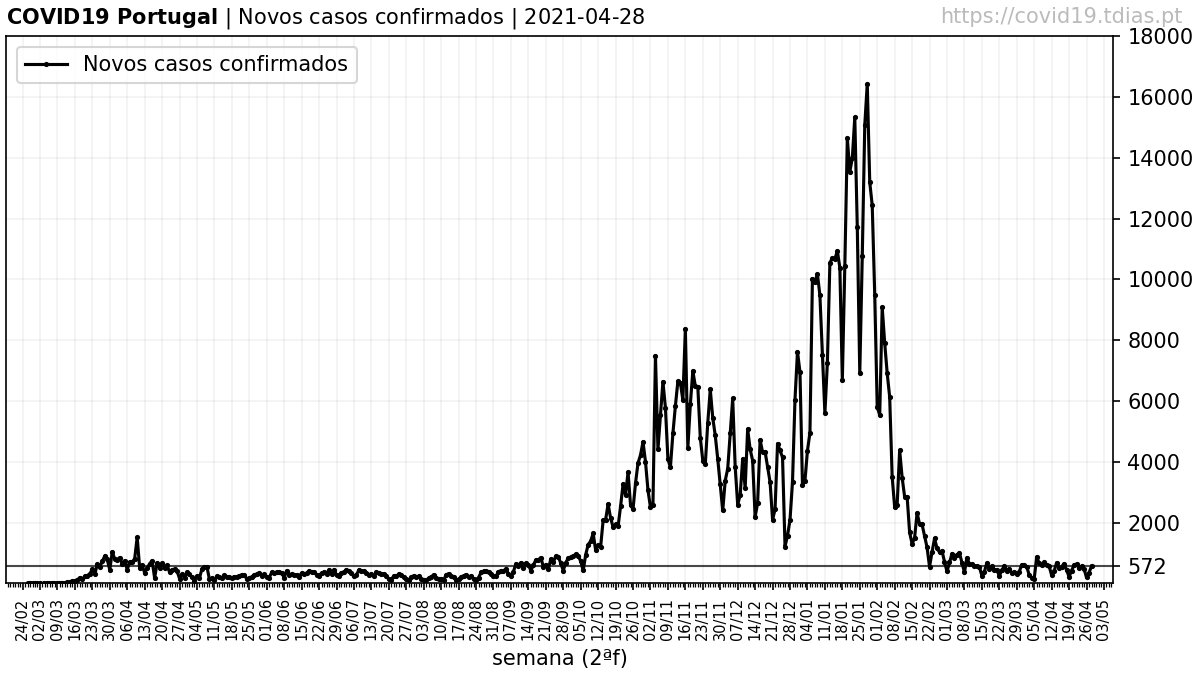 COVID19 Portugal | Novos casos confirmados | 2021-04-28
https://covid19.tdias.pt
Novos casos confirmados
18000
16000
14000
12000
10000
8000
6000
4000
2000
572
24/02 02/03 09/03 16/03 23/03 30/03 06/04 13/04 20/04 27/04 04/05 11/05 18/05 25/05 01/06 08/06 15/06 22/06 29/06 06/07 13/07 20/07 27/07 03/08 10/08 17/08 24/08 31/08 07/09 14/09 21/09 28/09 05/10 12/10 19/10 26/10 02/11 09/11 16/11 23/11 30/11 07/12 14/12 21/12 28/12 04/01 11/01 18/01 25/01 01/02 08/02 15/02 22/02 01/03 08/03 15/03 22/03 29/03 05/04 12/04 19/04 26/04 03/05
semana (2ªf)